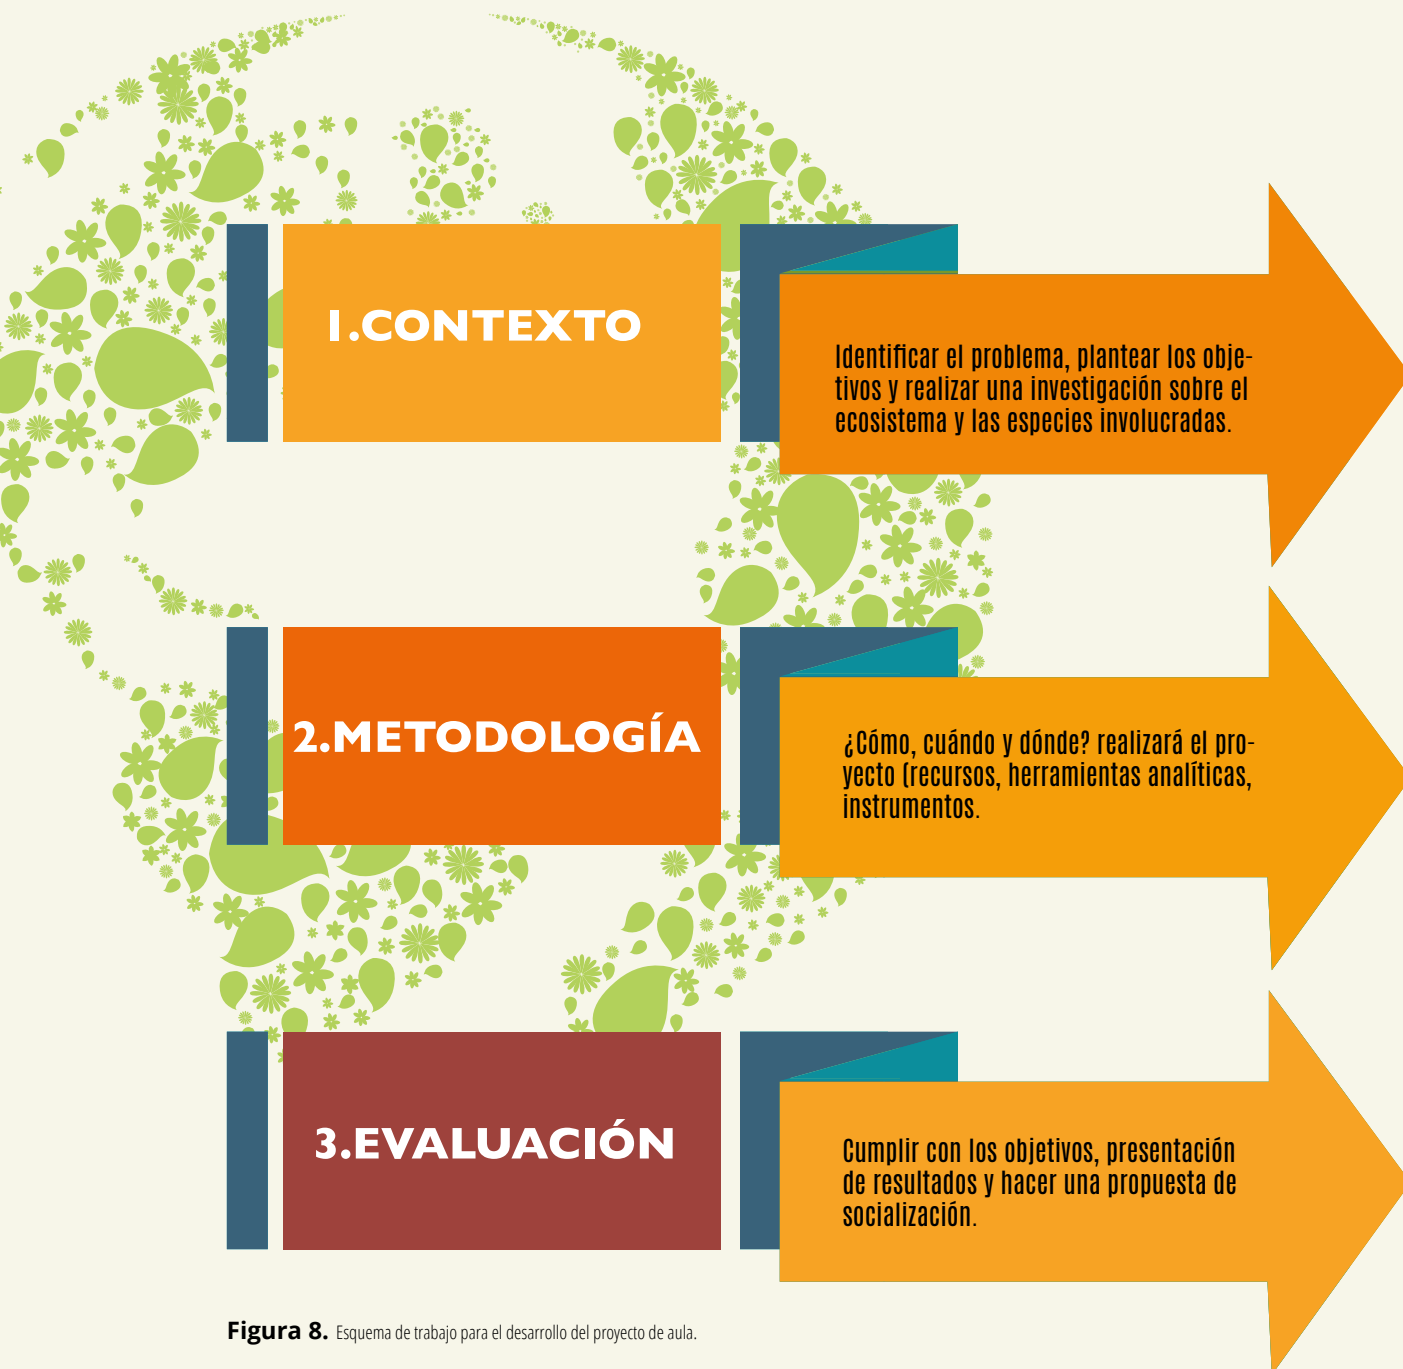 1.CONTEXTO
Identificar el problema, plantear los obje-
tivos y realizar una investigación sobre el
ecosistema y las especies involucradas.
2.METODOLOGÍA
¿Cómo, cuándo y dónde? realizará el pro-
yecto (recursos, herramientas analíticas,
instrumentos.
3.EVALUACIÓN
Cumplir con los objetivos, presentación
de resultados y hacer una propuesta de
socialización.
Figura 8. Esquema de trabajo para el desarrollo del proyecto de aula.